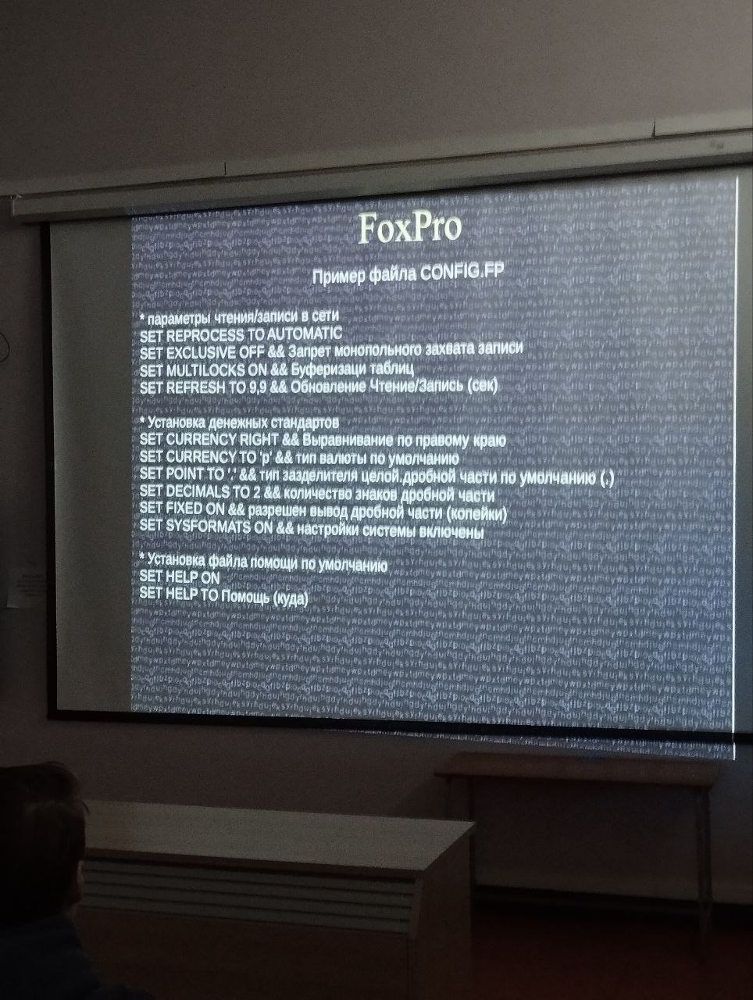 FoxPro
Пример файла CONFIG.FP
* параметры чтения/записи в сети
SET REPROCESS TO AUTOMATIC
SET EXCLUSIVE OFF && Запрет монопольного захвата записи
SET MULTILOCKS ON && Буферизаци таблиц
SET REFRESH TO 9,9 && Обновление Чтение/Запись (сек)
* Установка денежных стандартов
SET CURRENCY RIGHT && Выравнивание по правому краю
SET CURRENCY TO 'р' && тип валюты по умолчанию
SET POINT TO '.' && тип зазделителя целой,дробной части по умолчанию (.)
SET DECIMALS TO 2 && количество знаков дробной части
SET FIXED ON && разрешен вывод дробной части (копейки)
SET SYSFORMATS ON && настройки системы включены
* Установка файла помощи по умолчанию
SET HELP ON
SET HELP TO Помощь (куда)